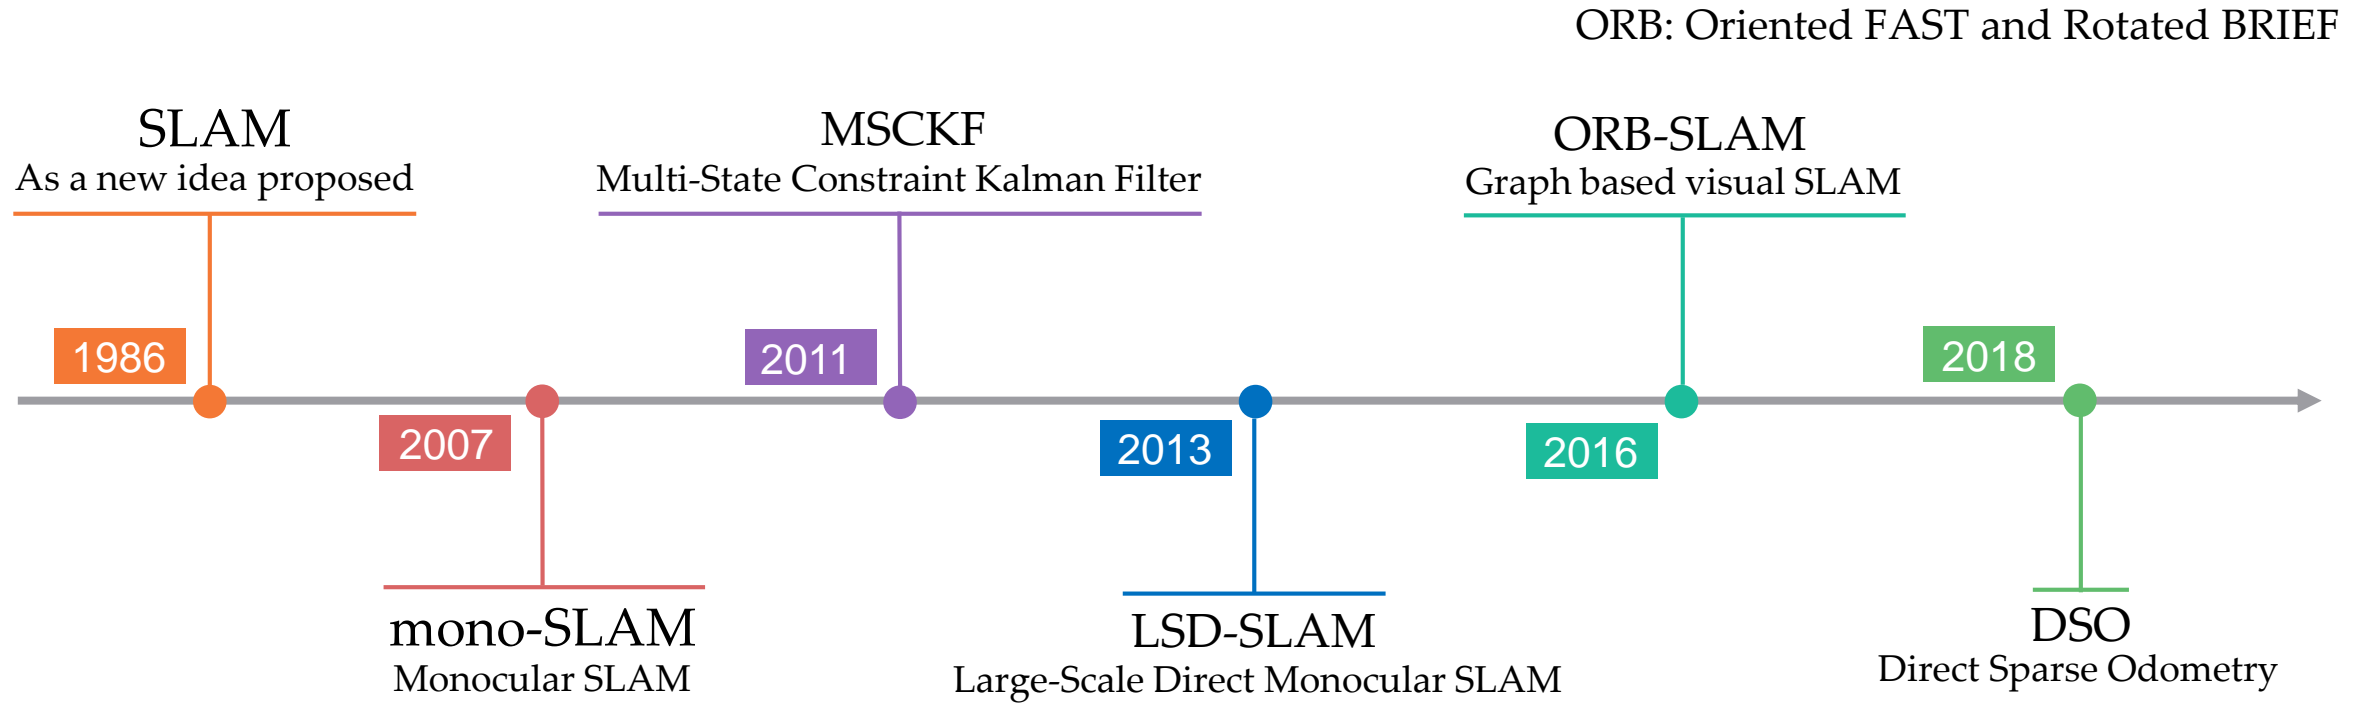 ORB: Oriented FAST and Rotated BRIEF
SLAM
As a new idea proposed
MSCKF
Multi-State Constraint Kalman Filter
ORB-SLAM
Graph based visual SLAM
1986
2007
2011
2013
2016
2018
mono-SLAM
Monocular SLAM
LSD-SLAM
Large-Scale Direct Monocular SLAM
DSO
Direct Sparse Odometry